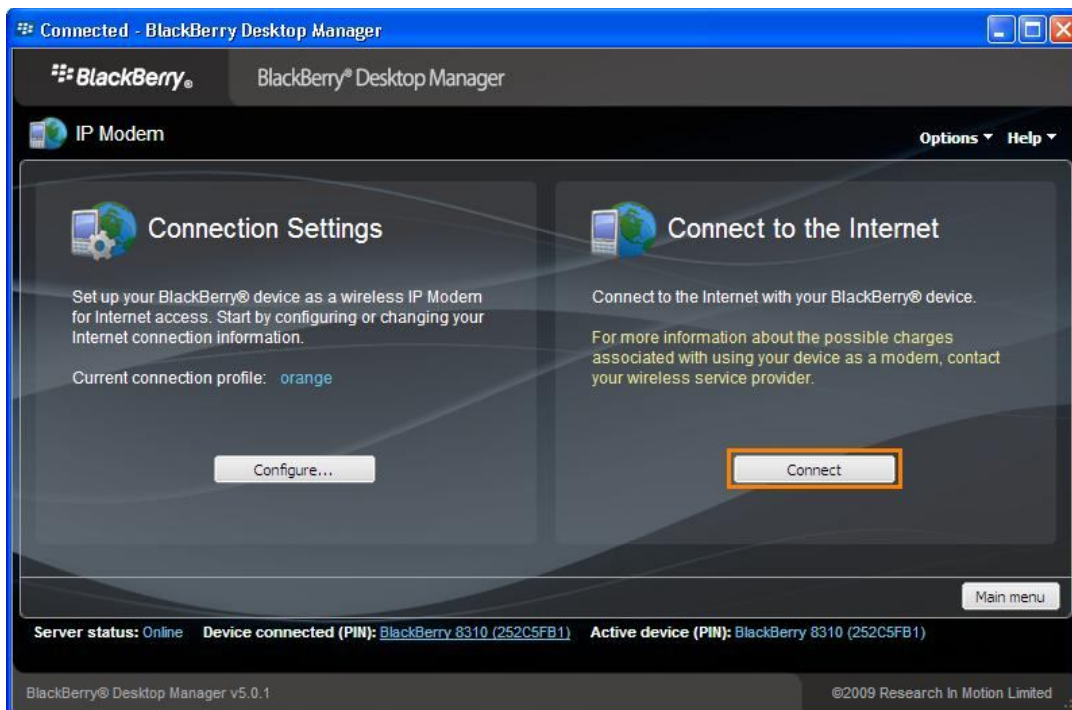 Connected - BlackBerry Desktop Manager
BlackBerry®
BlackBerry® Desktop Manager
IP Modem
Options
Help
Connection Settings
Set up your BlackBerry® device as a wireless IP Modem
for Internet access. Start by configuring or changing your
Internet connection information.
Current connection profile: orange
Configure...
Connect to the Internet
Connect to the Internet with your BlackBerry® device.
For more information about the possible charges
associated with using your device as a modem, contact
your wireless service provider.
Connect
Main menu
Server status: Online Device connected (PIN): BlackBerry 8310 (252C5FB1) Active device (PIN): BlackBerry 8310 (252C5FB1)
BlackBerry® Desktop Manager v5.0.1
©2009 Research In Motion Limited